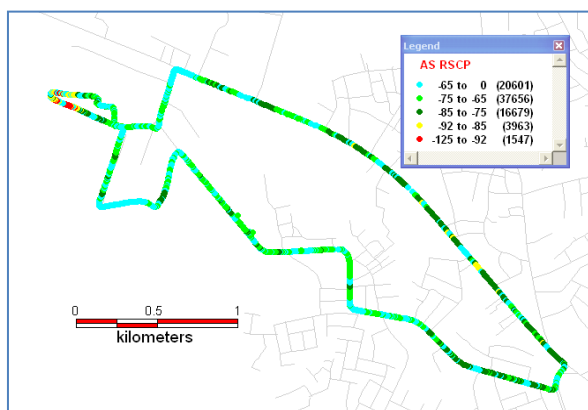 Legend
AS RSCP
-65 to 0 (20601)
-75 to -65 (37656)
-85 to -75 (16679)
-92 to -85 (3963)
-125 to -92 (1547)
0 0.5 1
kilometers